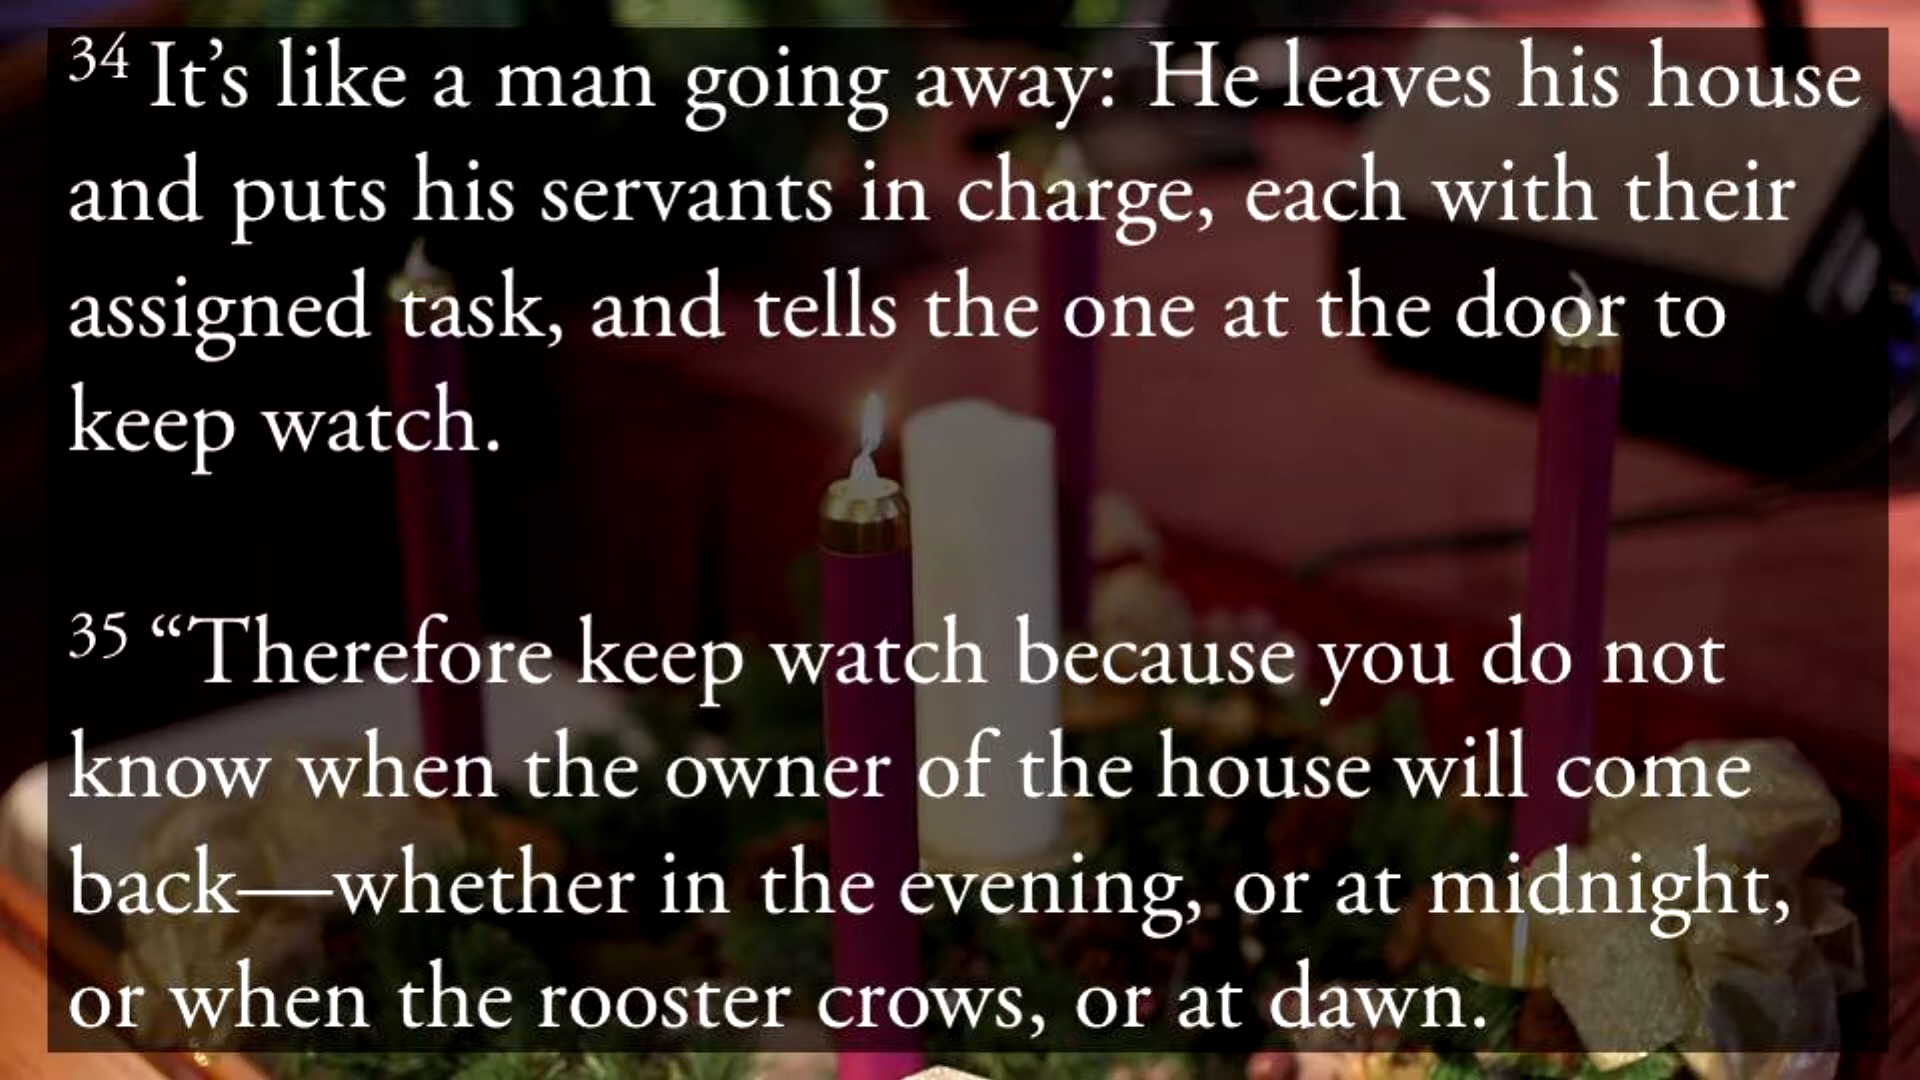 34 It’s like a man going away: He leaves his house
and puts his servants in charge, each with their
assigned task, and tells the one at the door to
keep watch.
35 “Therefore keep watch because you do not
know when the owner of the house will come
back—whether in the evening, or at midnight,
or when the rooster crows, or at dawn.